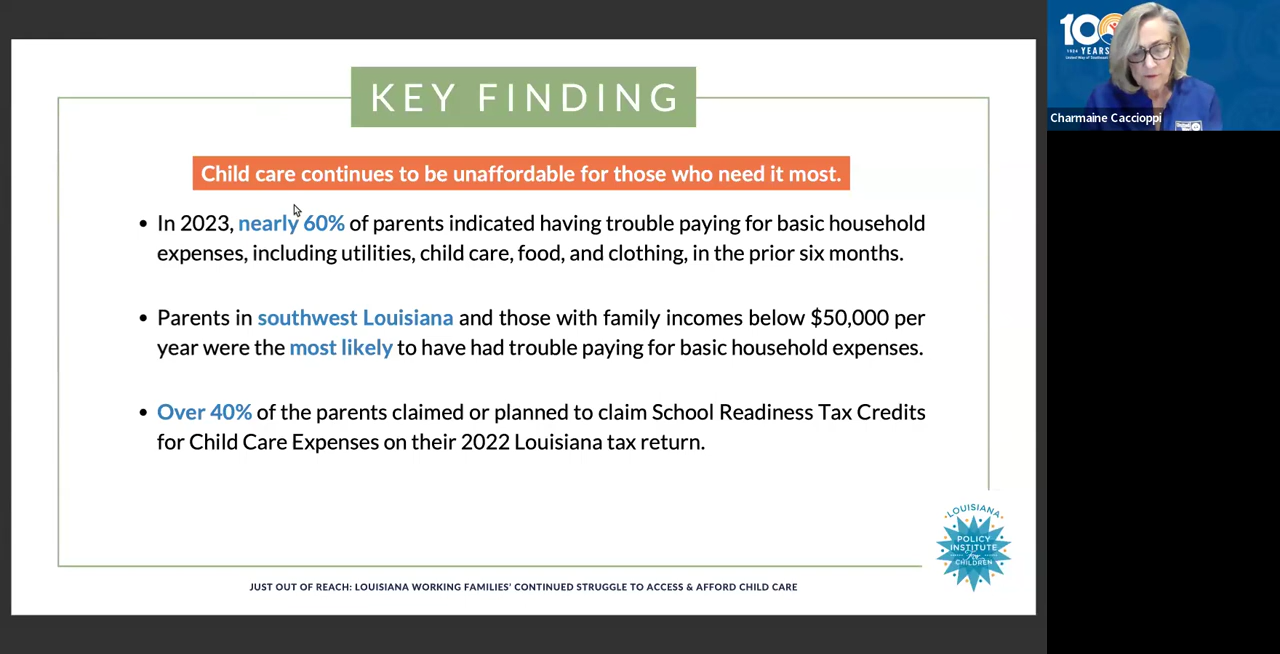 KEY FINDING
Child care continues to be unaffordable for those who need it most.
• In 2023, nearly 60% of parents indicated having trouble paying for basic household
expenses, including utilities, child care, food, and clothing, in the prior six months.
• Parents in southwest Louisiana and those with family incomes below $50,000 per
year were the most likely to have had trouble paying for basic household expenses.
• Over 40% of the parents claimed or planned to claim School Readiness Tax Credits
for Child Care Expenses on their 2022 Louisiana tax return.
LOUISIANA
POLICY
INSTITUTE
For
CHILDREN
JUST OUT OF REACH: LOUISIANA WORKING FAMILIES' CONTINUED STRUGGLE TO ACCESS & AFFORD CHILD CARE
100
YEARS
Charmaine Caccioppi